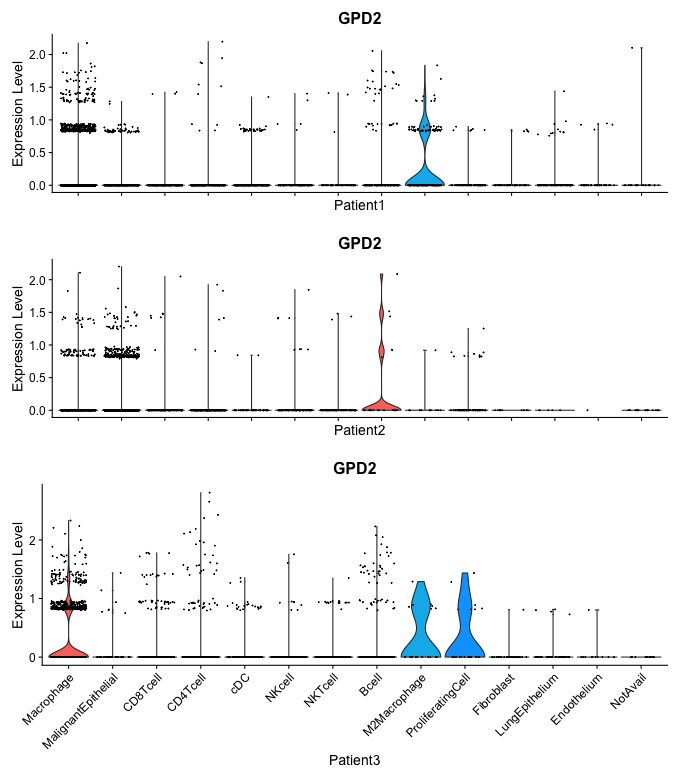 GPD2
Expression Level
2.0
1.5
1.0
0.5
0.0
Patient1
GPD2
Expression Level
2.0
1.5
1.0
0.5
0.0
Patient2
GPD2
Expression Level
2
1
0
Macrophage
MalignantEpithelial
CD8Tcell
CD4Tcell
cDC
NKcell
NKTcell
Bcell
M2Macrophage
ProliferatingCell
Fibroblast
LungEpithelium
Endothelium
NotAvail
Patient3